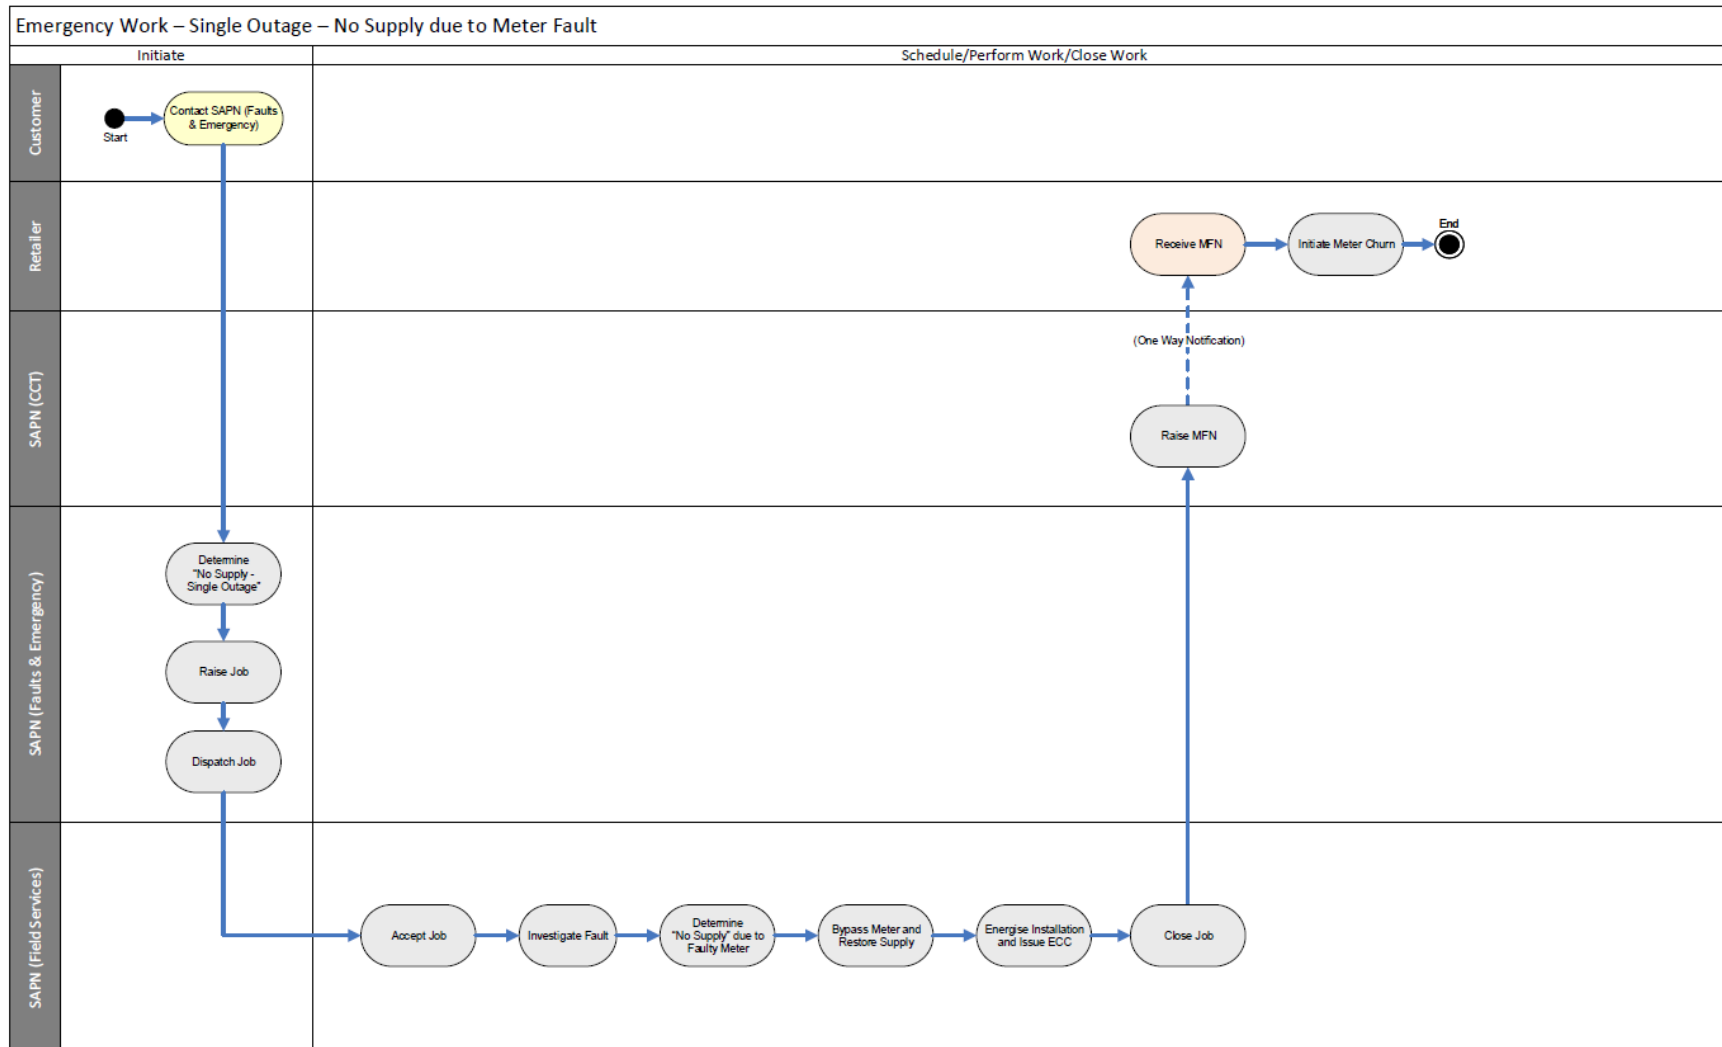 Emergency Work – Single Outage – No Supply due to Meter Fault
Initiate
Schedule/Perform Work/Close Work
Customer
Start
Contact SAPN (Faults
& Emergency)
Retailer
Receive MFN
Initiate Meter Churn
End
SAPN (CCT)
(One Way Notification)
Raise MFN
SAPN (Faults & Emergency)
Determine
"No Supply -
Single Outage"
Raise Job
Dispatch Job
SAPN (Field Services)
Accept Job
Investigate Fault
Determine
"No Supply" due to
Faulty Meter
Bypass Meter and
Restore Supply
Energise Installation
and Issue ECC
Close Job